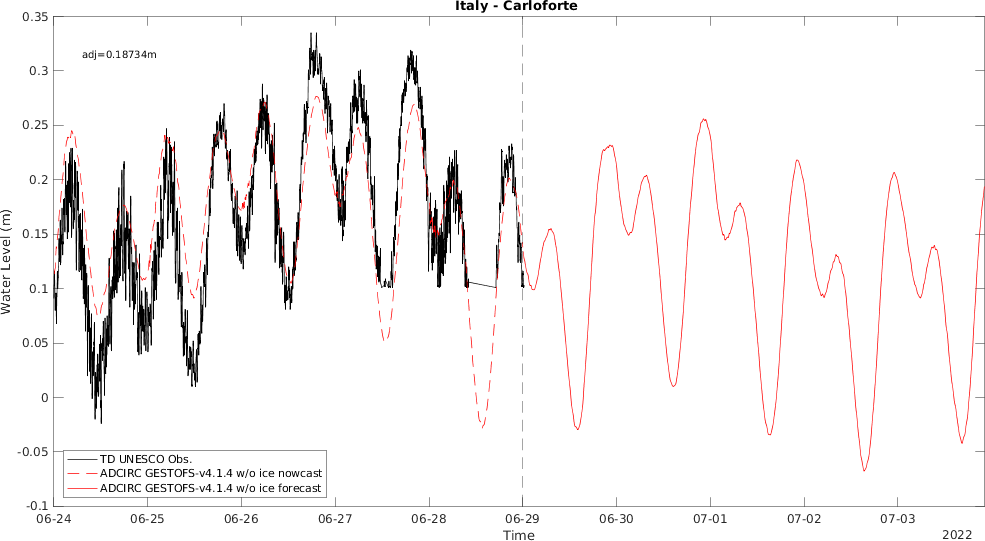 Italy - Carloforte
adj=0.18734m
0.35
0.3
0.25
0.2
0.15
0.1
0.05
0
-0.05
-0.1
Water Level (m)
TD UNESCO Obs.
ADCIRC GESTOFS-v4.1.4 w/o ice nowcast
ADCIRC GESTOFS-v4.1.4 w/o ice forecast
06-24 06-25 06-26 06-27 06-28 06-29 06-30 07-01 07-02 07-03
Time
2022